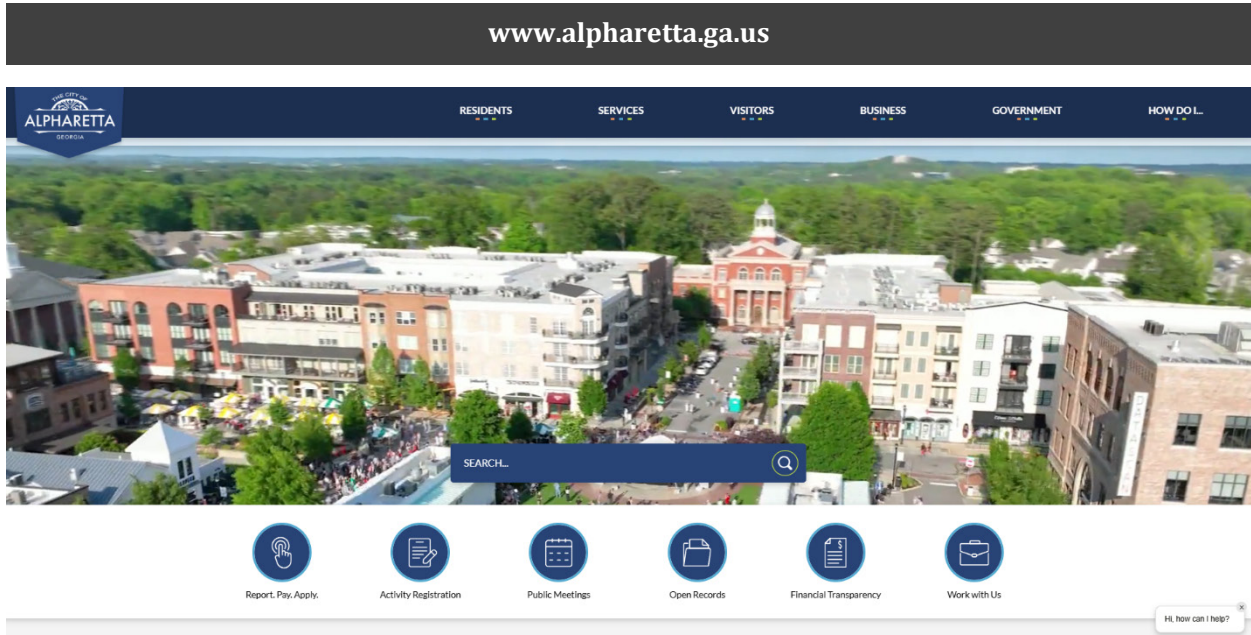 www.alpharetta.ga.us
THE CITY OF
ALPHARETTA
GEORGIA
RESIDENTS
SERVICES
VISITORS
BUSINESS
GOVERNMENT
HOW DO I...
SEARCH...
Report. Pay. Apply.
Activity Registration
Public Meetings
Open Records
Financial Transparency
Work with Us
Hi, how can I help?